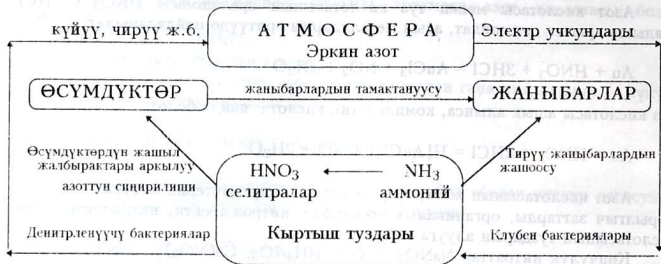 күйүү, чирүү ж.б.
АТМОСФЕРА
Эркин азот
Электр учкундары
ӨСҮМДҮКТӨР
жаныбарлардын тамактануусу
ЖАНЫБАРЛАР
Өсүмдүктөрдүн жашыл
жалбырактары аркылуу
азоттун сиңирилиши
HNO₃ ← NH₃
селитралар аммоний
Кыртыш туздары
Тирүү жаныбарлардын
жашоосу
Денитрленүүчү бактериялар
Клубен бактериялары